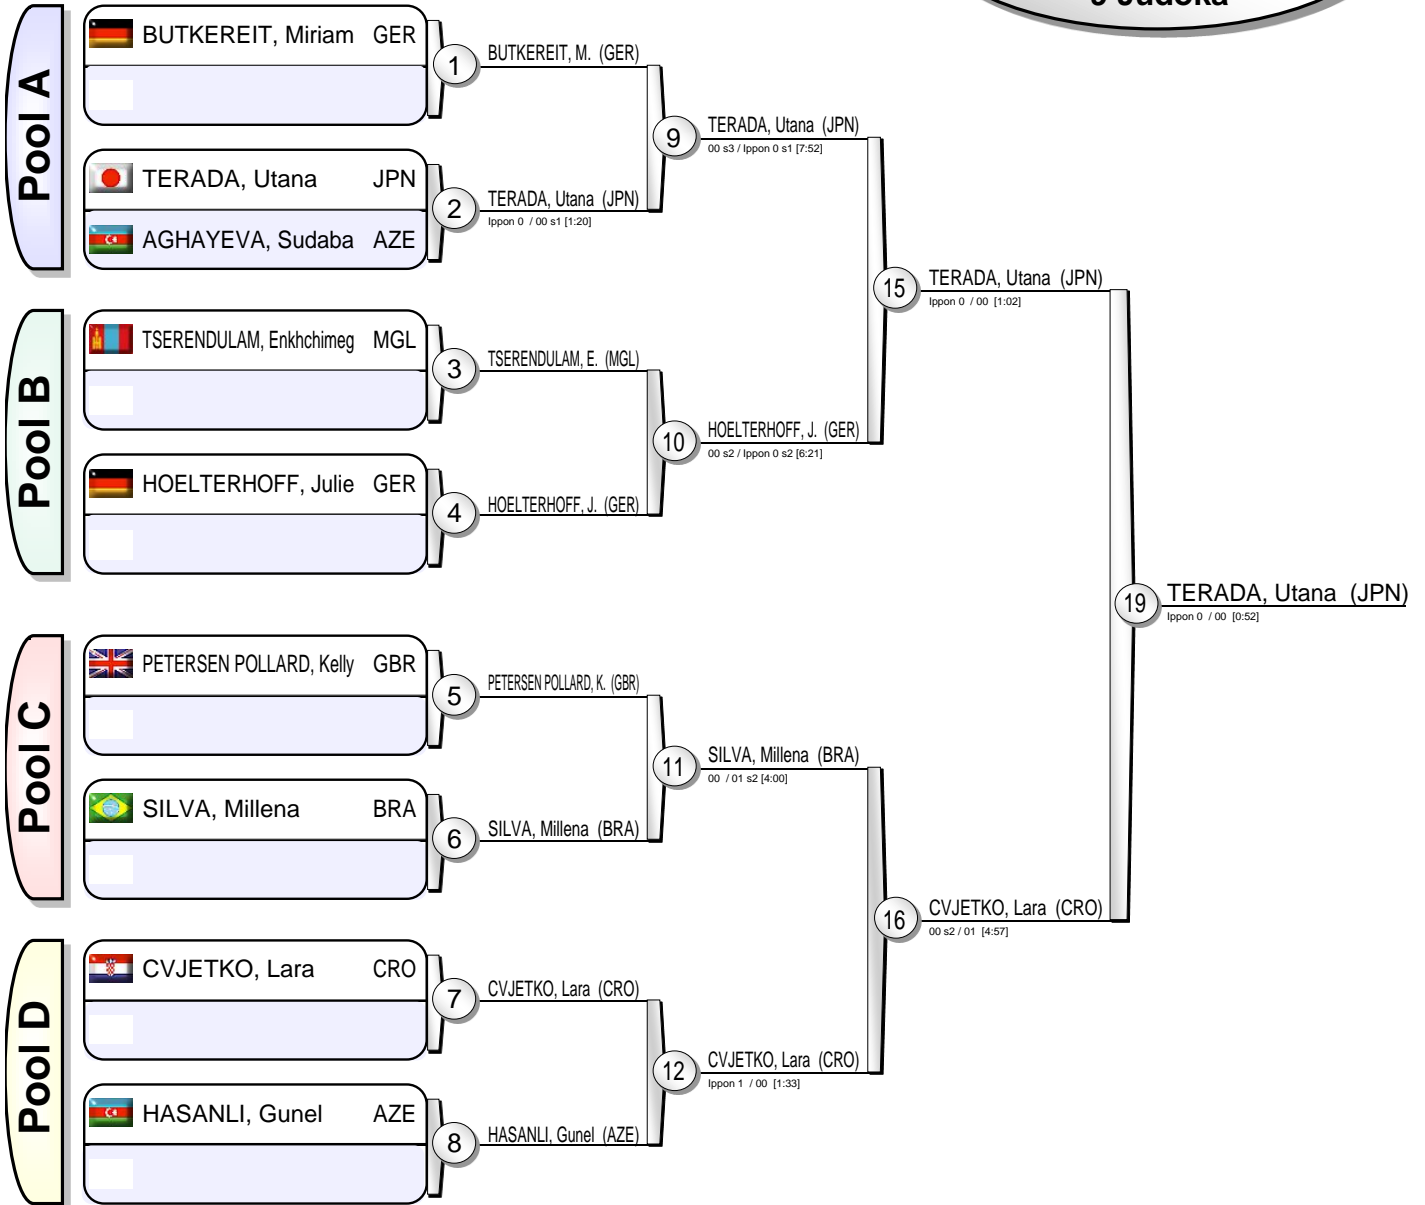 9 Judoka
Pool A
BUTKEREIT, Miriam GER
1
BUTKEREIT, M. (GER)
TERADA, Utana JPN
AGHAYEVA, Sudaba AZE
2
TERADA, Utana (JPN)
Ippon 0 / 00 s1 [1:20]
9
TERADA, Utana (JPN)
00 s3 / Ippon 0 s1 [7:52]
Pool B
TSERENDULAM, Enkhchimeg MGL
3
TSERENDULAM, E. (MGL)
HOELTERHOFF, Julie GER
4
HOELTERHOFF, J. (GER)
10
HOELTERHOFF, J. (GER)
00 s2 / Ippon 0 s2 [6:21]
15
TERADA, Utana (JPN)
Ippon 0 / 00 [1:02]
Pool C
PETERSEN POLLARD, Kelly GBR
5
PETERSEN POLLARD, K. (GBR)
SILVA, Millena BRA
6
SILVA, Millena (BRA)
11
SILVA, Millena (BRA)
00 / 01 s2 [4:00]
Pool D
CVJETKO, Lara CRO
7
CVJETKO, Lara (CRO)
HASANLI, Gunel AZE
8
HASANLI, Gunel (AZE)
12
CVJETKO, Lara (CRO)
Ippon 1 / 00 [1:33]
16
CVJETKO, Lara (CRO)
00 s2 / 01 [4:57]
19
TERADA, Utana (JPN)
Ippon 0 / 00 [0:52]